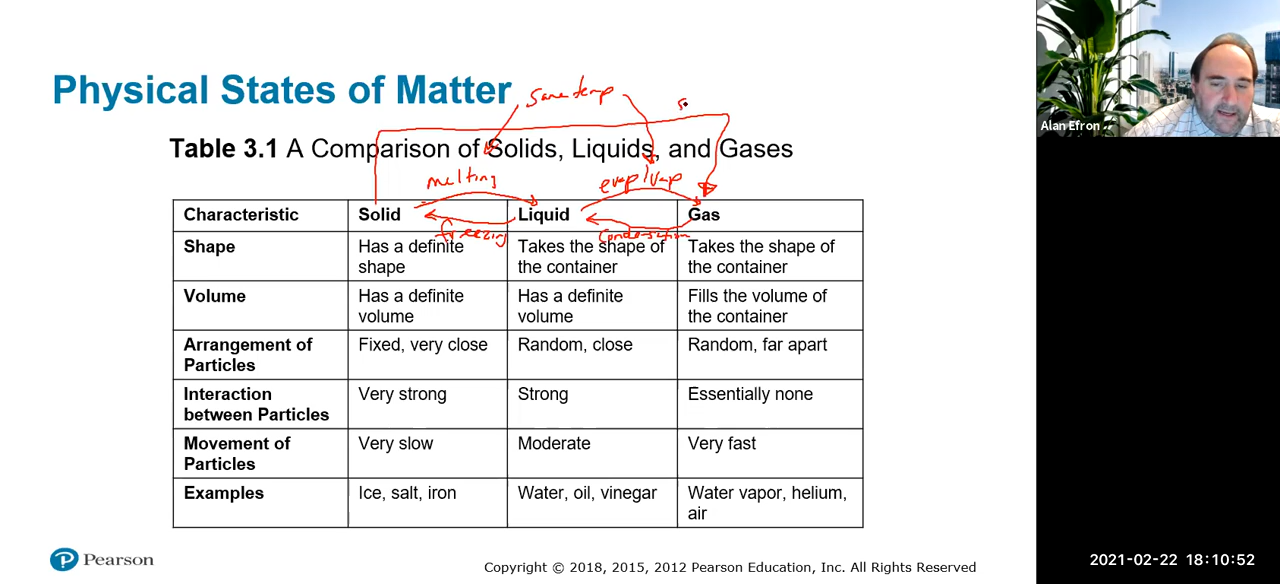 Physical States of Matter
same temp
s
Alan Efron
Table 3.1 A Comparison of Solids, Liquids, and Gases
melting
evap/vap
Characteristic Solid Liquid Gas
freezing
condensation
Shape Has a definite shape Takes the shape of the container Takes the shape of the container
Volume Has a definite volume Has a definite volume Fills the volume of the container
Arrangement of Particles Fixed, very close Random, close Random, far apart
Interaction between Particles Very strong Strong Essentially none
Movement of Particles Very slow Moderate Very fast
Examples Ice, salt, iron Water, oil, vinegar Water vapor, helium, air
P Pearson
Copyright © 2018, 2015, 2012 Pearson Education, Inc. All Rights Reserved
2021-02-22 18:10:52